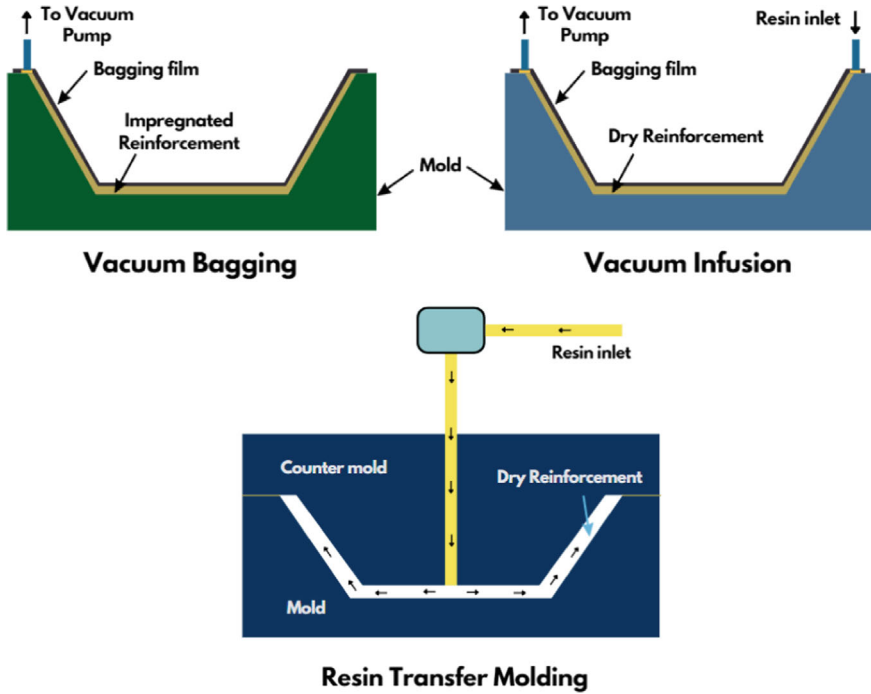 To Vacuum
Pump
Bagging film
Impregnated
Reinforcement
Mold
Vacuum Bagging
To Vacuum
Pump
Resin inlet
Bagging film
Dry Reinforcement
Vacuum Infusion
Resin inlet
Counter mold
Dry Reinforcement
Mold
Resin Transfer Molding